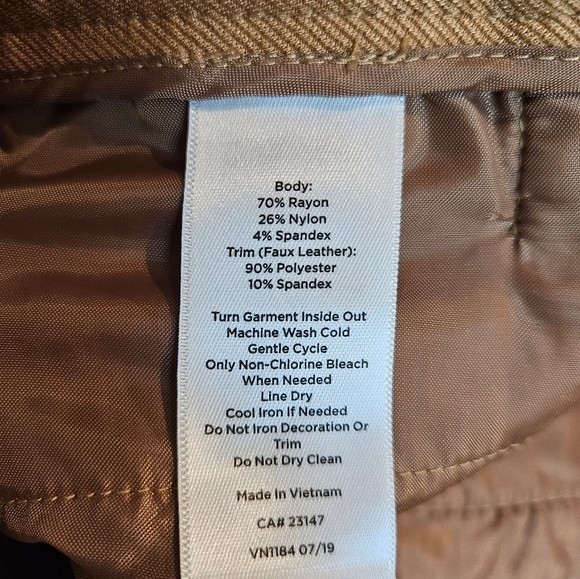 Body:
70% Rayon
26% Nylon
4% Spandex
Trim (Faux Leather):
90% Polyester
10% Spandex
Turn Garment Inside Out
Machine Wash Cold
Gentle Cycle
Only Non-Chlorine Bleach
When Needed
Line Dry
Cool Iron If Needed
Do Not Iron Decoration Or
Trim
Do Not Dry Clean
Made In Vietnam
CA# 23147
VN1184 07/19